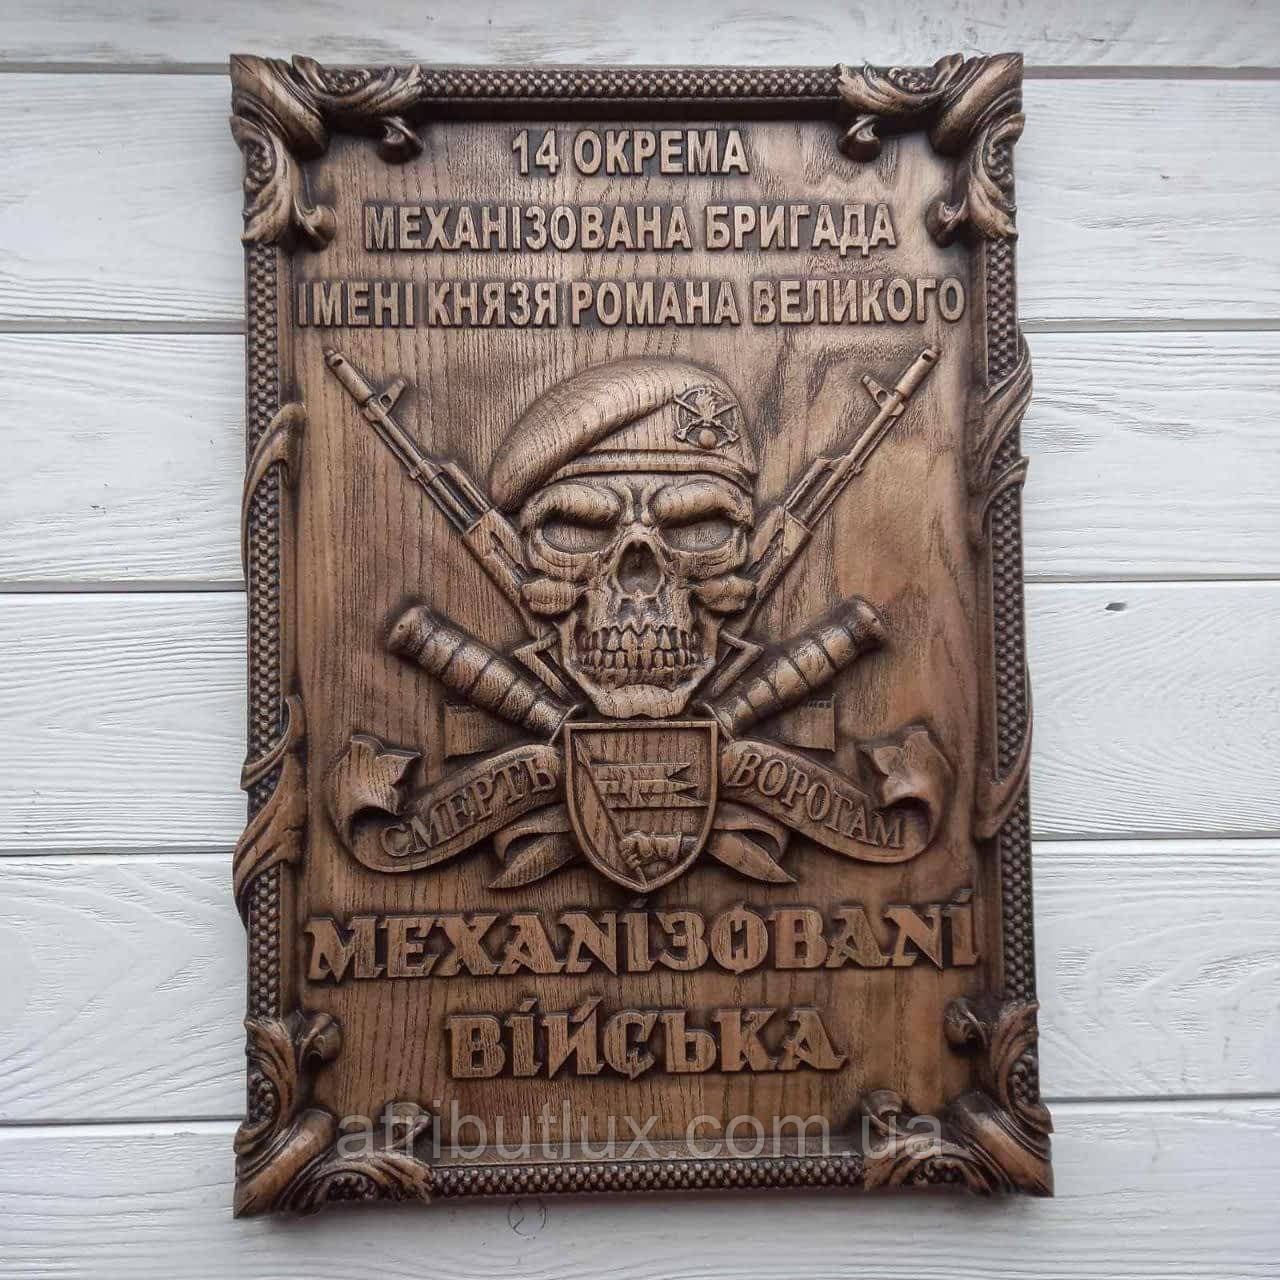 14 ОКРЕМА
МЕХАНІЗОВАНА БРИГАДА
ІМЕНІ КНЯЗЯ РОМАНА ВЕЛИКОГО
СМЕРТЬ ВОРОГАМ
МЕХАНІЗОВАНІ
ВІЙСЬКА
atributlux.com.ua